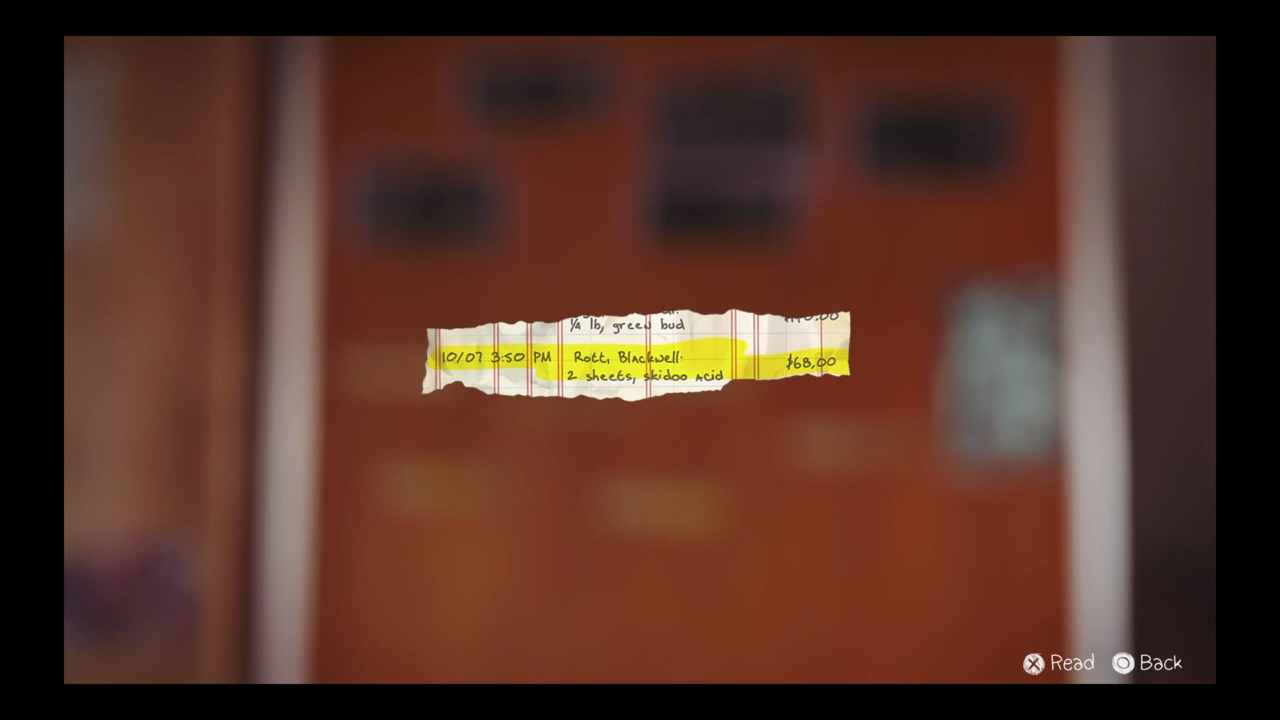 1/4 lb, green bud
10/07 3:50 PM Rott, Blackwell. $68,00
2 sheets, skidoo Acid
Read Back